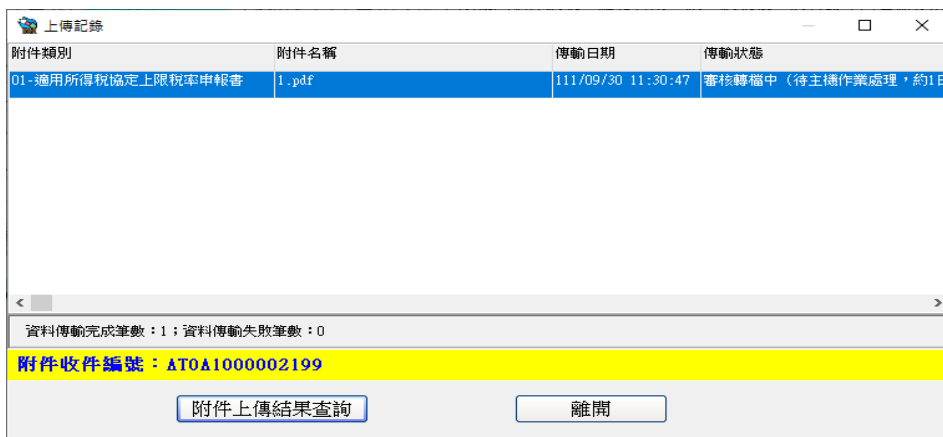 上傳記錄
附件類別 附件名稱 傳輸日期 傳輸狀態
01-適用所得稅協定上限稅率申報書 1.pdf 111/09/30 11:30:47 審核轉檔中（待主機作業處理，約1日
資料傳輸完成筆數：1；資料傳輸失敗筆數：0
附件收件編號：AT0A1000002199
附件上傳結果查詢 離開